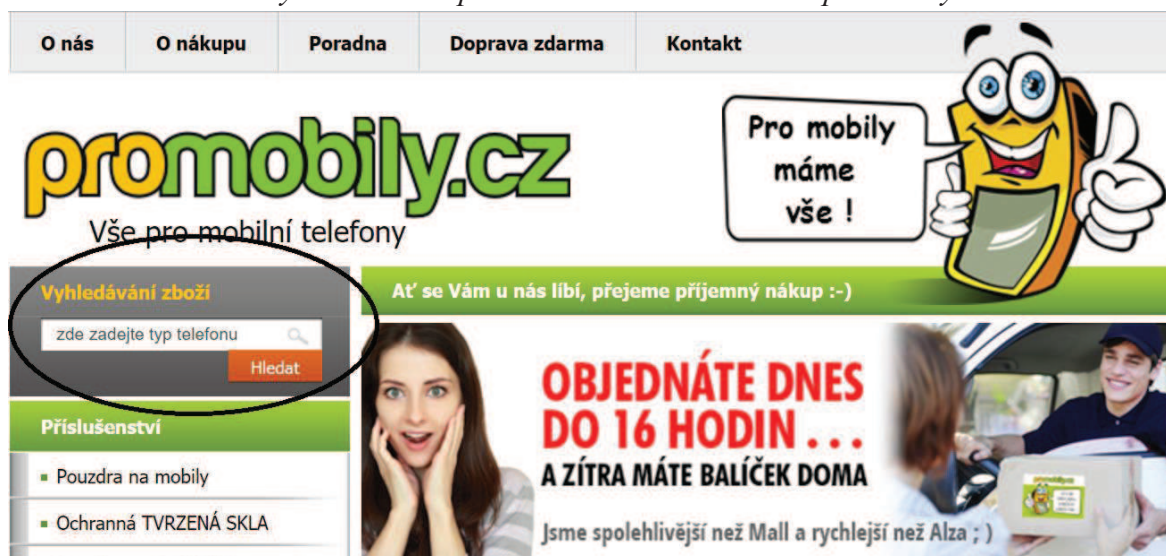 O nás O nákupu Poradna Doprava zdarma Kontakt
promobily.cz
Vše pro mobilní telefony
Pro mobily
máme
vše !
Vyhledávání zboží
zde zadejte typ telefonu
Hledat
Ať se Vám u nás líbí, přejeme příjemný nákup :-)
Příslušenství
Pouzdra na mobily
Ochranná TVRZENÁ SKLA
OBJEDNÁTE DNES
DO 16 HODIN . . .
A ZÍTRA MÁTE BALÍČEK DOMA
Jsme spolehlivější než Mall a rychlejší než Alza ; )
promobily.cz